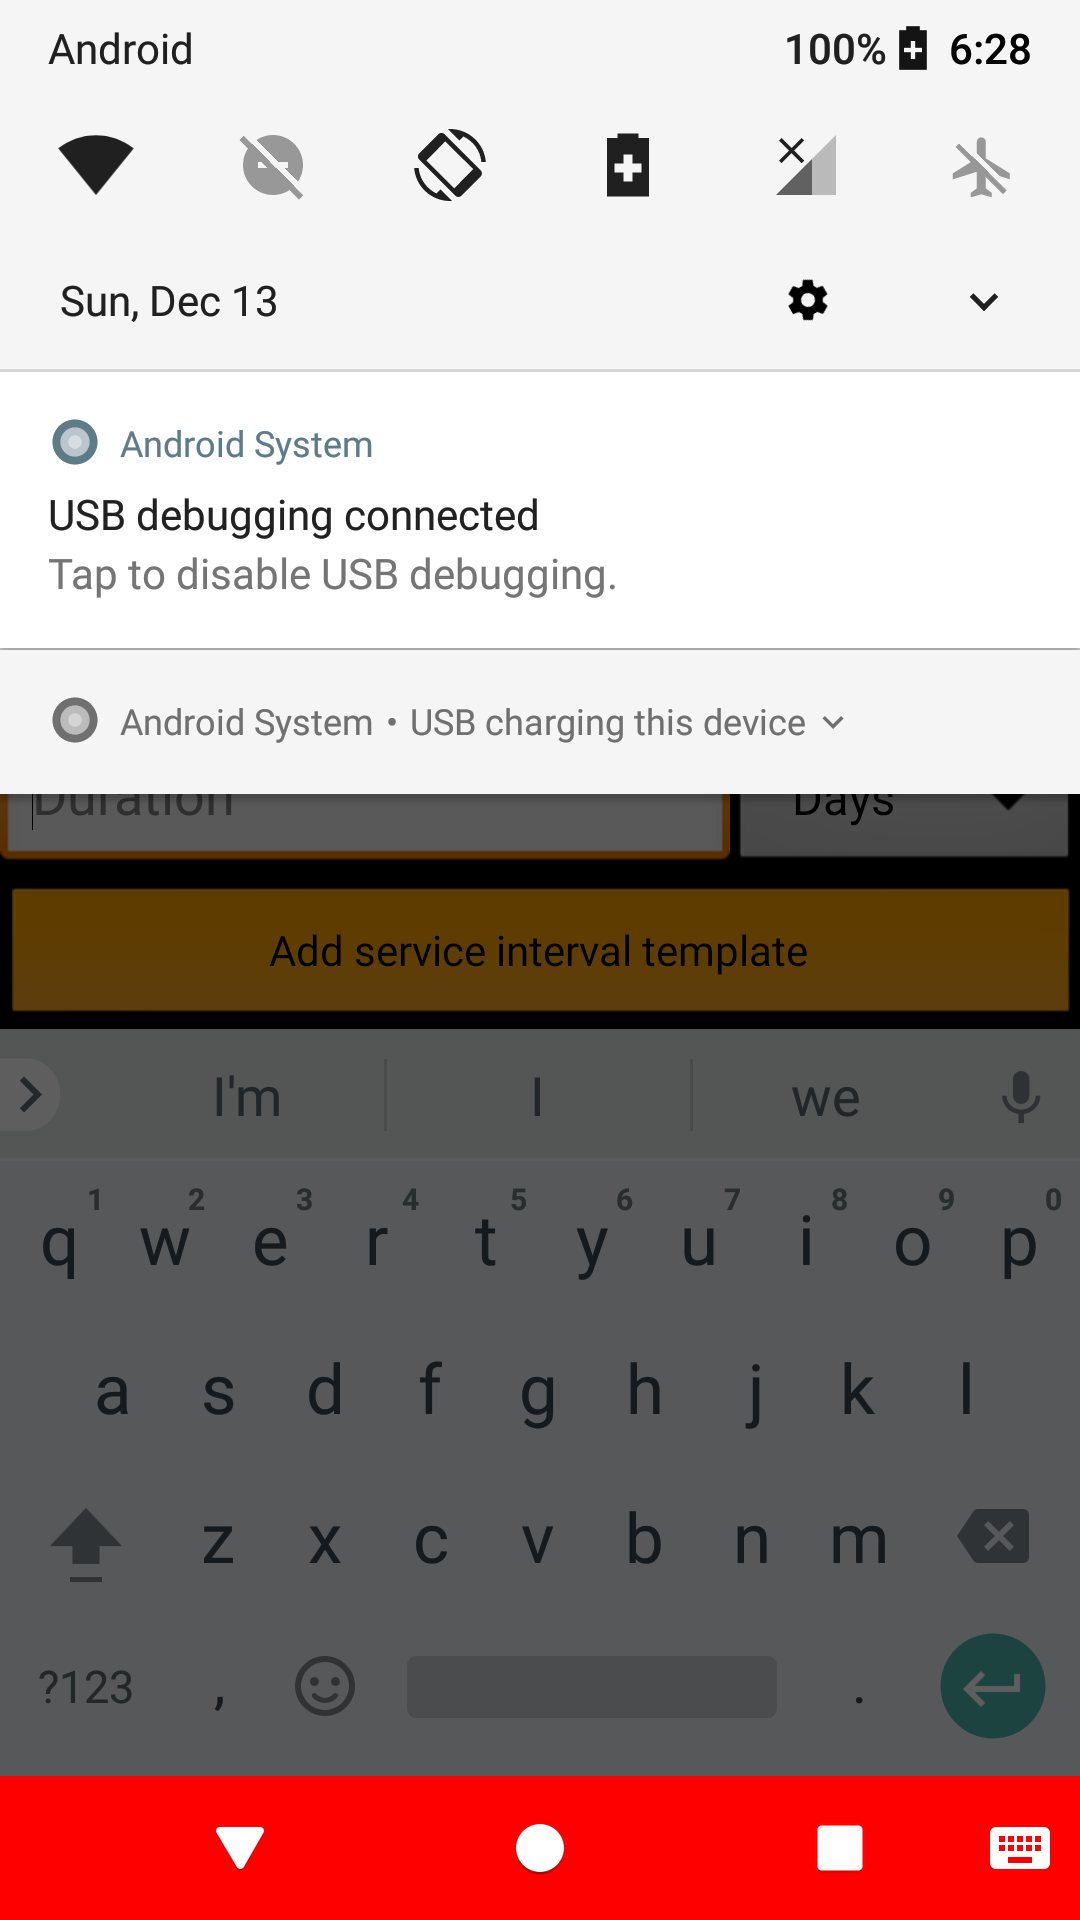 Android 100% 6:28
Sun, Dec 13
Android System
USB debugging connected
Tap to disable USB debugging.
Android System • USB charging this device
Duration Days
Add service interval template
I'm I we
1 2 3 4 5 6 7 8 9 0
q w e r t y u i o p
a s d f g h j k l
z x c v b n m
?123 , .